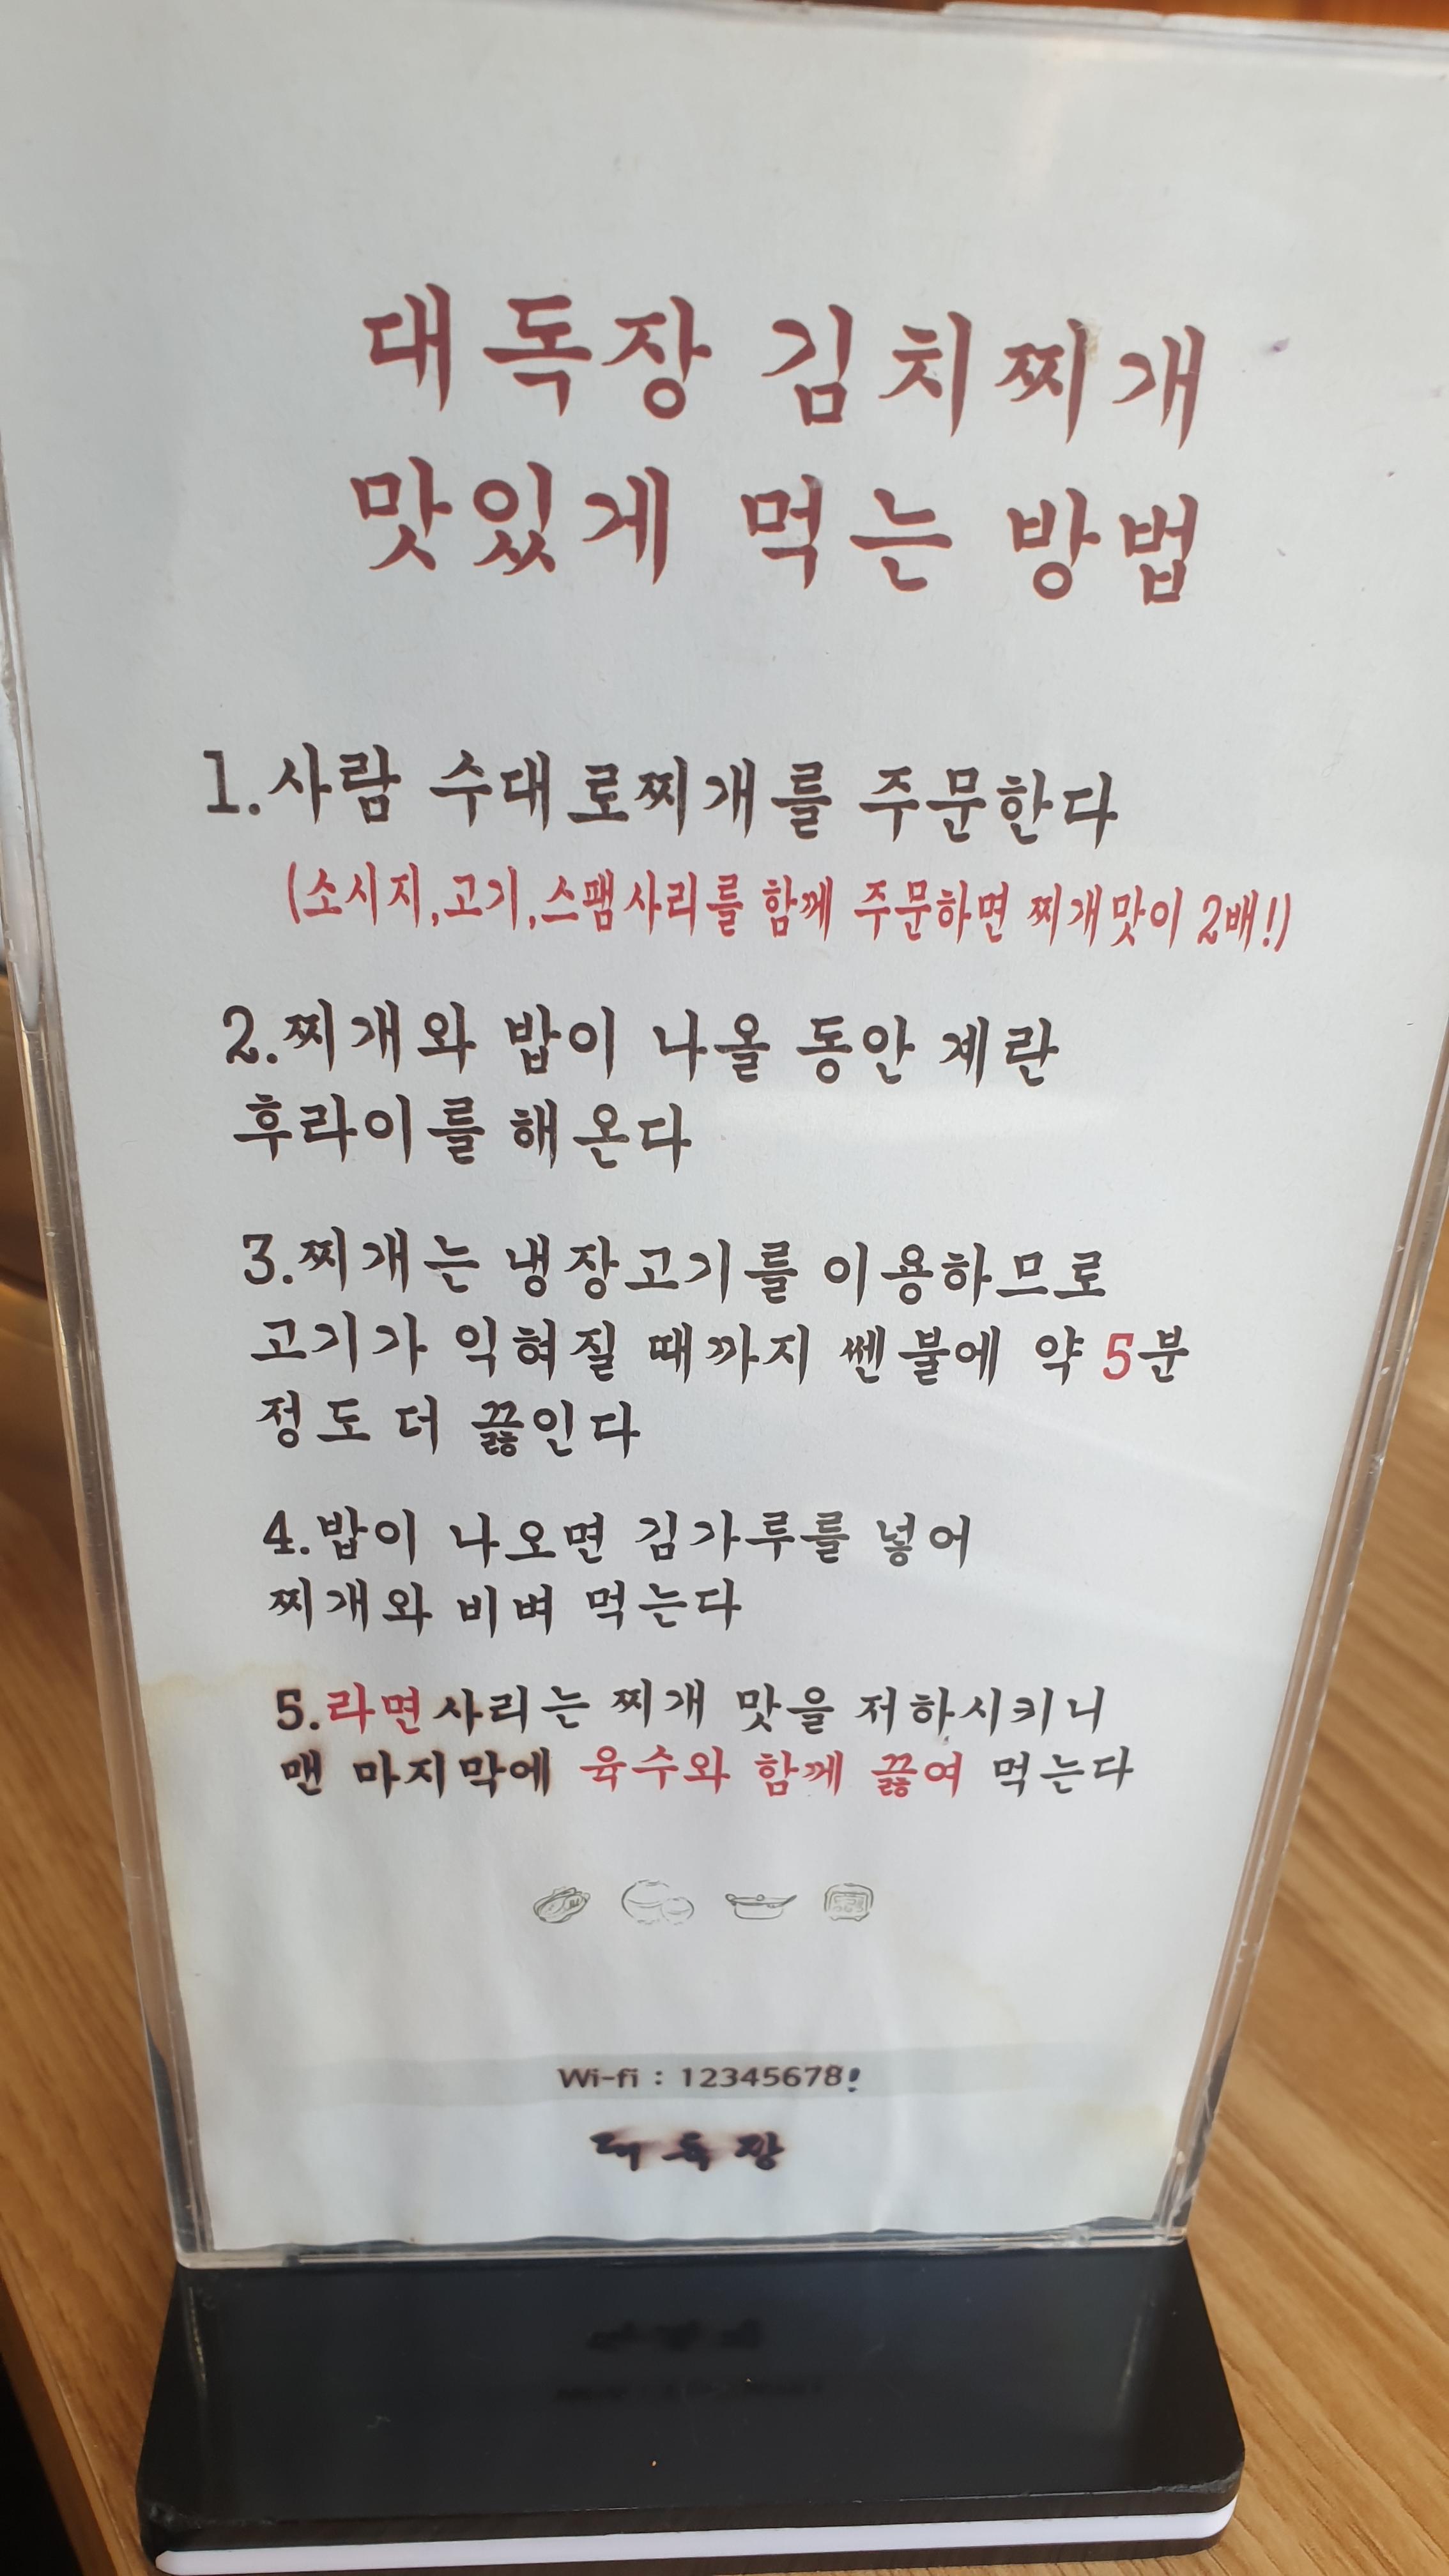 대독장 김치찌개
맛있게 먹는 방법
1.사람 수대로찌개를 주문한다
(소시지,고기,스팸사리를 함께 주문하면 찌개맛이 2배!)
2.찌개와 밥이 나올 동안 계란
후라이를 해온다
3.찌개는 냉장고기를 이용하므로
고기가 익혀질 때까지 쎈불에 약 5분
정도 더 끓인다
4.밥이 나오면 김가루를 넣어
찌개와 비벼 먹는다
5.라면사리는 찌개 맛을 저하시키니
맨 마지막에 육수와 함께 끓여 먹는다
Wi-fi : 12345678!
대독장